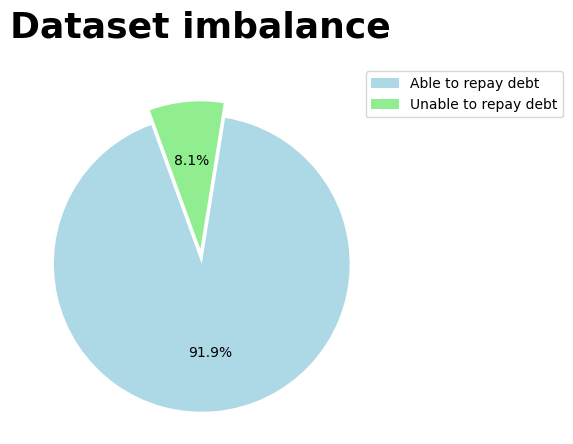 Dataset imbalance
Able to repay debt
Unable to repay debt
8.1%
91.9%